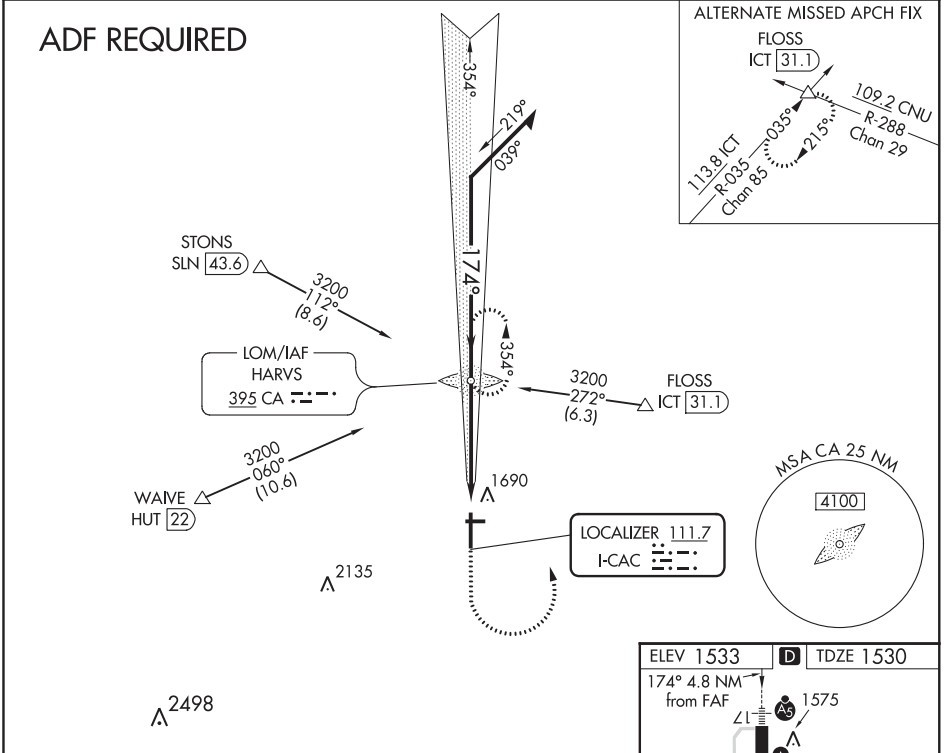 ADF REQUIRED
ALTERNATE MISSED APCH FIX
FLOSS
ICT 31.1
109.2 CNU
R-288
Chan 29
035°
215°
113.8 ICT
R-035
Chan 85
354°
219°
039°
174°
STONS
SLN 43.6
3200
112°
(8.6)
354°
LOM/IAF
HARVS
395 CA
3200
272°
(6.3)
FLOSS
ICT 31.1
3200
060°
(10.6)
WAIVE
HUT 22
1690
MSA CA 25 NM
4100
LOCALIZER 111.7
I-CAC
2135
2498
ELEV 1533 D TDZE 1530
174° 4.8 NM
from FAF
17
A5
1575